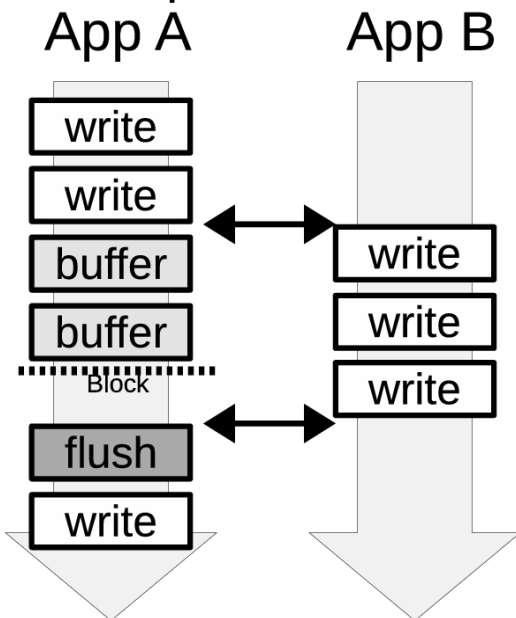 App A
App B
write
write
buffer
buffer
Block
flush
write
write
write
write